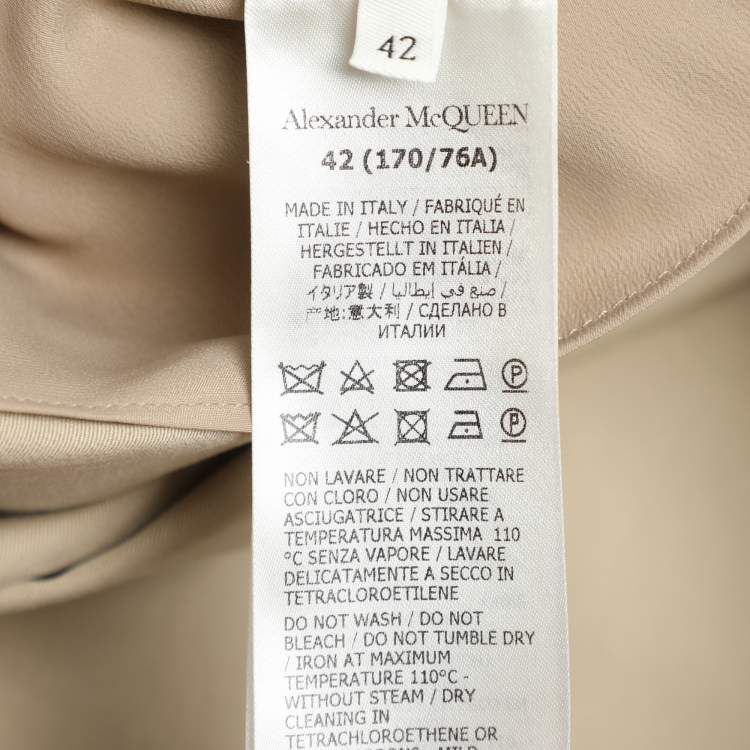 42
Alexander McQUEEN
42 (170/76A)
MADE IN ITALY / FABRIQUÉ EN
ITALIE / HECHO EN ITALIA /
HERGESTELLT IN ITALIEN /
FABRICADO EM ITÁLIA /
イタリア製 / صنع في إيطاليا /
产地:意大利 / СДЕЛАНО В
ИТАЛИИ
P
P
NON LAVARE / NON TRATTARE
CON CLORO / NON USARE
ASCIUGATRICE / STIRARE A
TEMPERATURA MASSIMA 110
°C SENZA VAPORE / LAVARE
DELICATAMENTE A SECCO IN
TETRACLOROETILENE
DO NOT WASH / DO NOT
BLEACH / DO NOT TUMBLE DRY
/ IRON AT MAXIMUM
TEMPERATURE 110°C -
WITHOUT STEAM / DRY
CLEANING IN
TETRACHLOROETHENE OR